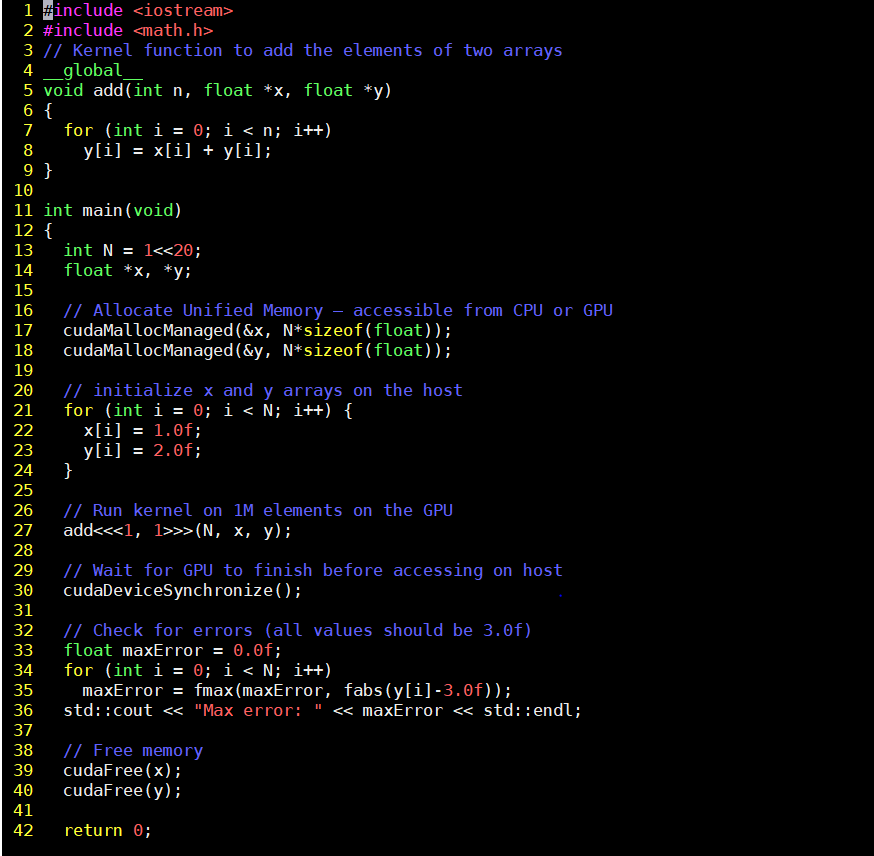 1 #include <iostream>
2 #include <math.h>
3 // Kernel function to add the elements of two arrays
4 __global__
5 void add(int n, float *x, float *y)
6 {
7   for (int i = 0; i < n; i++)
8     y[i] = x[i] + y[i];
9 }
10
11 int main(void)
12 {
13   int N = 1<<20;
14   float *x, *y;
15
16   // Allocate Unified Memory – accessible from CPU or GPU
17   cudaMallocManaged(&x, N*sizeof(float));
18   cudaMallocManaged(&y, N*sizeof(float));
19
20   // initialize x and y arrays on the host
21   for (int i = 0; i < N; i++) {
22     x[i] = 1.0f;
23     y[i] = 2.0f;
24   }
25
26   // Run kernel on 1M elements on the GPU
27   add<<<1, 1>>>(N, x, y);
28
29   // Wait for GPU to finish before accessing on host
30   cudaDeviceSynchronize();
31
32   // Check for errors (all values should be 3.0f)
33   float maxError = 0.0f;
34   for (int i = 0; i < N; i++)
35     maxError = fmax(maxError, fabs(y[i]-3.0f));
36   std::cout << "Max error: " << maxError << std::endl;
37
38   // Free memory
39   cudaFree(x);
40   cudaFree(y);
41
42   return 0;